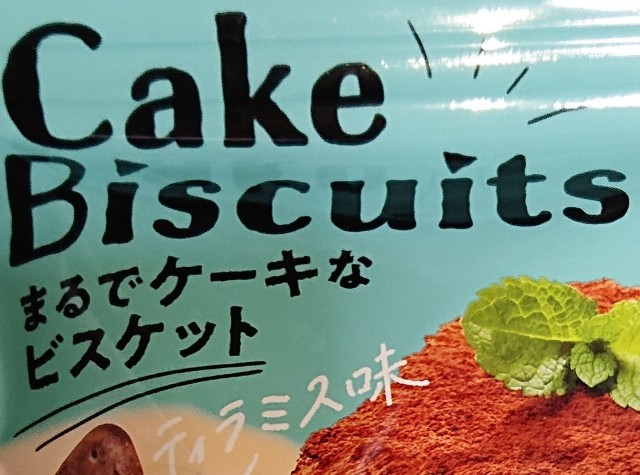 Cake
Biscuits
まるでケーキな
ビスケット
ティラミス味